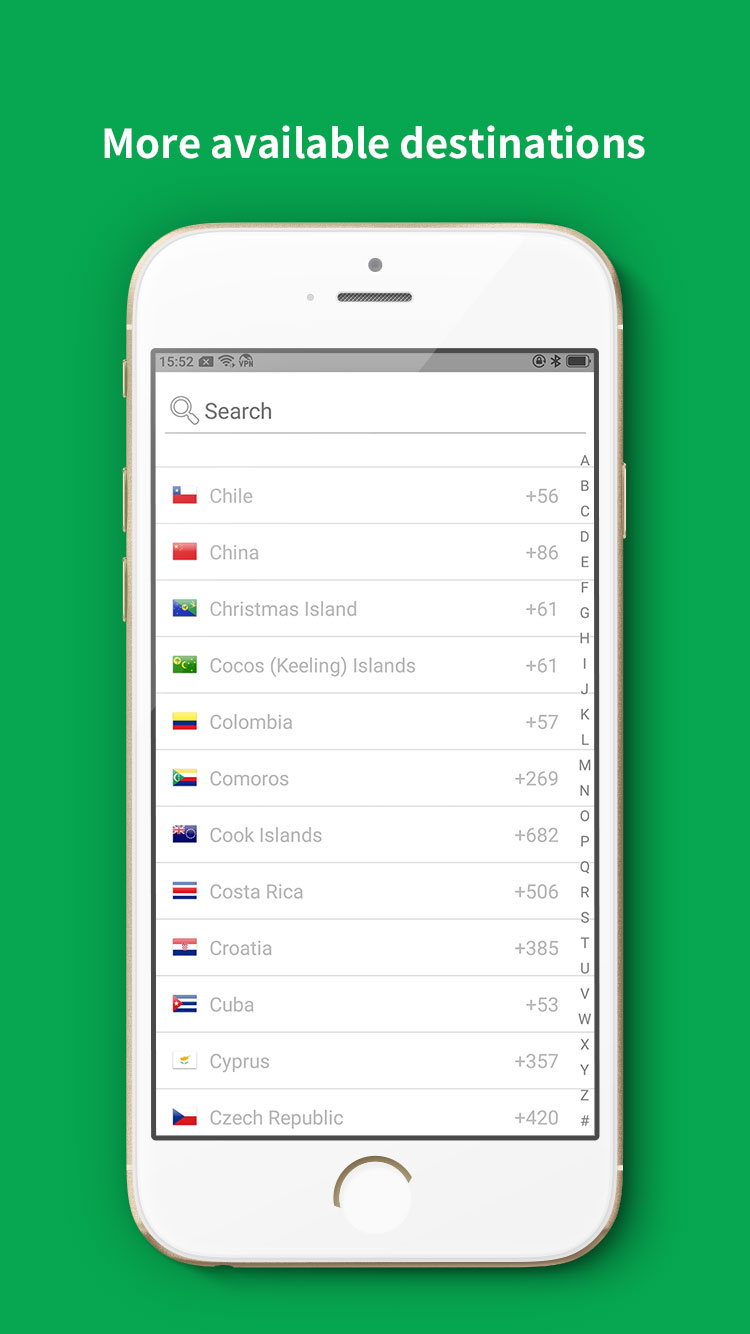 More available destinations
15:52 VPN
Search
A
Chile +56
B
C
China +86
D
E
Christmas Island +61
F
G
H
Cocos (Keeling) Islands +61
I
J
Colombia +57
K
L
Comoros +269
M
N
Cook Islands +682
O
P
Q
Costa Rica +506
R
S
Croatia +385
T
U
Cuba +53
V
W
Cyprus +357
X
Y
Czech Republic +420
Z
#